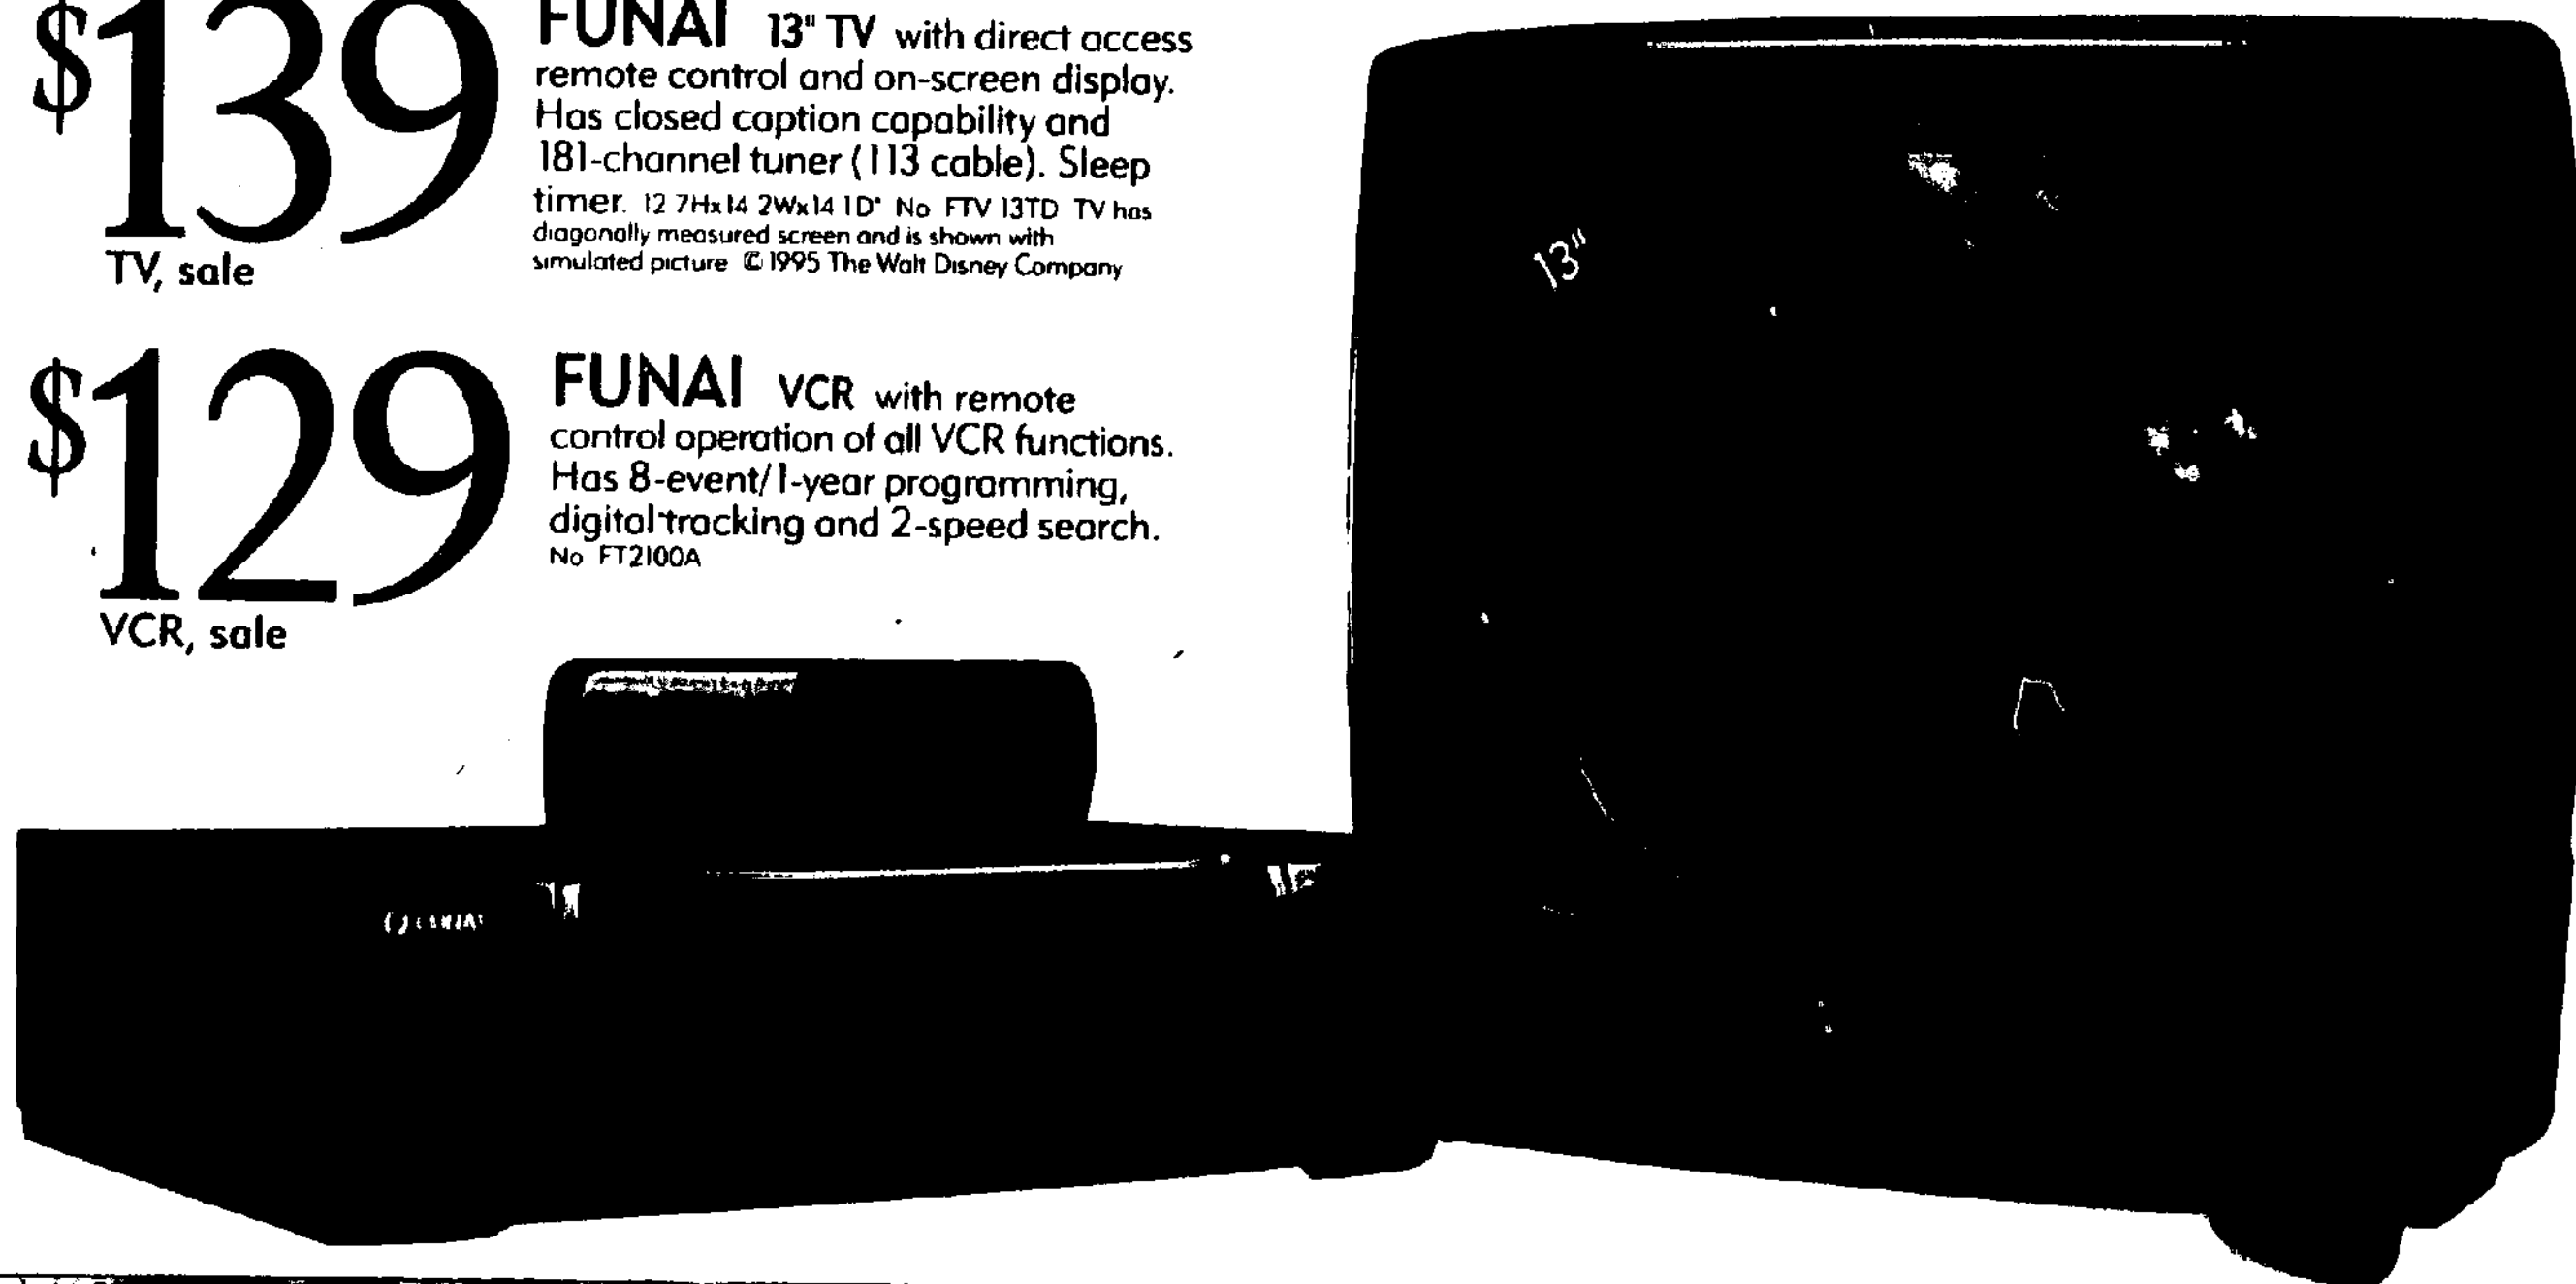 $139
TV, sale
FUNAI 13" TV with direct access
remote control and on-screen display.
Has closed caption capability and
181-channel tuner (113 cable). Sleep
timer. 12 7Hx14 2Wx14 1D" No FTV 13TD TV has
diagonally measured screen and is shown with
simulated picture © 1995 The Walt Disney Company
$129
VCR, sale
FUNAI VCR with remote
control operation of all VCR functions.
Has 8-event/1-year programming,
digital tracking and 2-speed search.
No FT2100A
13"
FUNAI